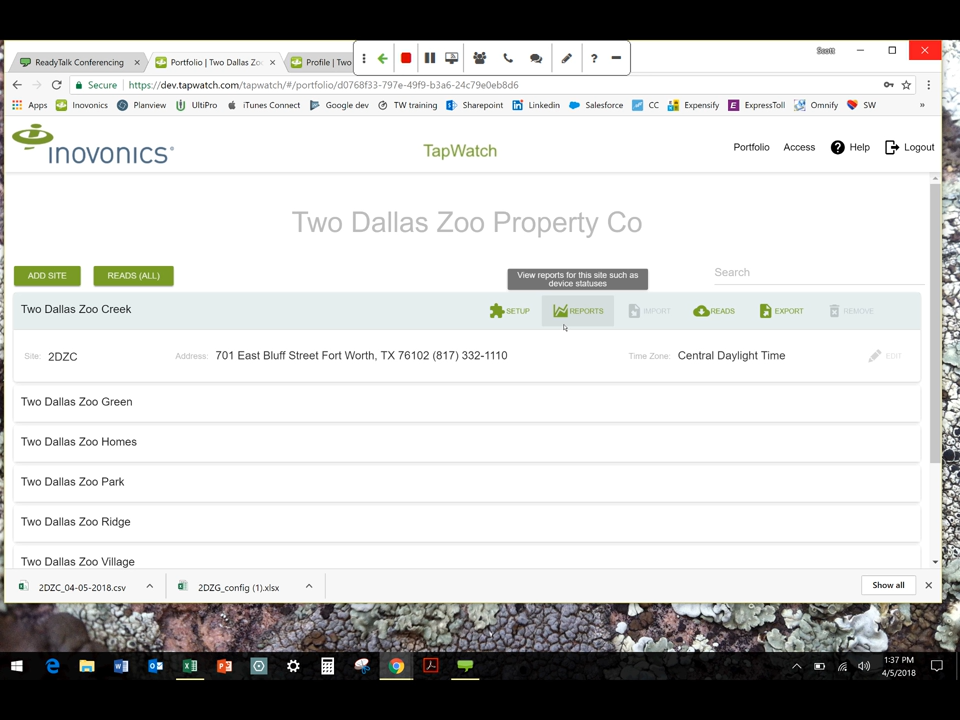 Scott
ReadyTalk Conferencing
Portfolio | Two Dallas Zo
Profile | Two
Secure
https://dev.tapwatch.com/tapwatch/#/portfolio/d0768f33-797e-49f9-b3a6-24c79e0eb8d6
Apps
Inovonics
Planview
UltiPro
iTunes Connect
Google dev
TW training
Sharepoint
Linkedin
Salesforce
CC
Expensify
ExpressToll
Omnify
SW
»
inovonics
TapWatch
Portfolio
Access
Help
Logout
Two Dallas Zoo Property Co
ADD SITE
READS (ALL)
View reports for this site such as
device statuses
Search
Two Dallas Zoo Creek
SETUP
REPORTS
IMPORT
READS
EXPORT
REMOVE
Site: 2DZC
Address: 701 East Bluff Street Fort Worth, TX 76102 (817) 332-1110
Time Zone: Central Daylight Time
EDIT
Two Dallas Zoo Green
Two Dallas Zoo Homes
Two Dallas Zoo Park
Two Dallas Zoo Ridge
Two Dallas Zoo Village
2DZC_04-05-2018.csv
2DZG_config (1).xlsx
Show all
1:37 PM
4/5/2018